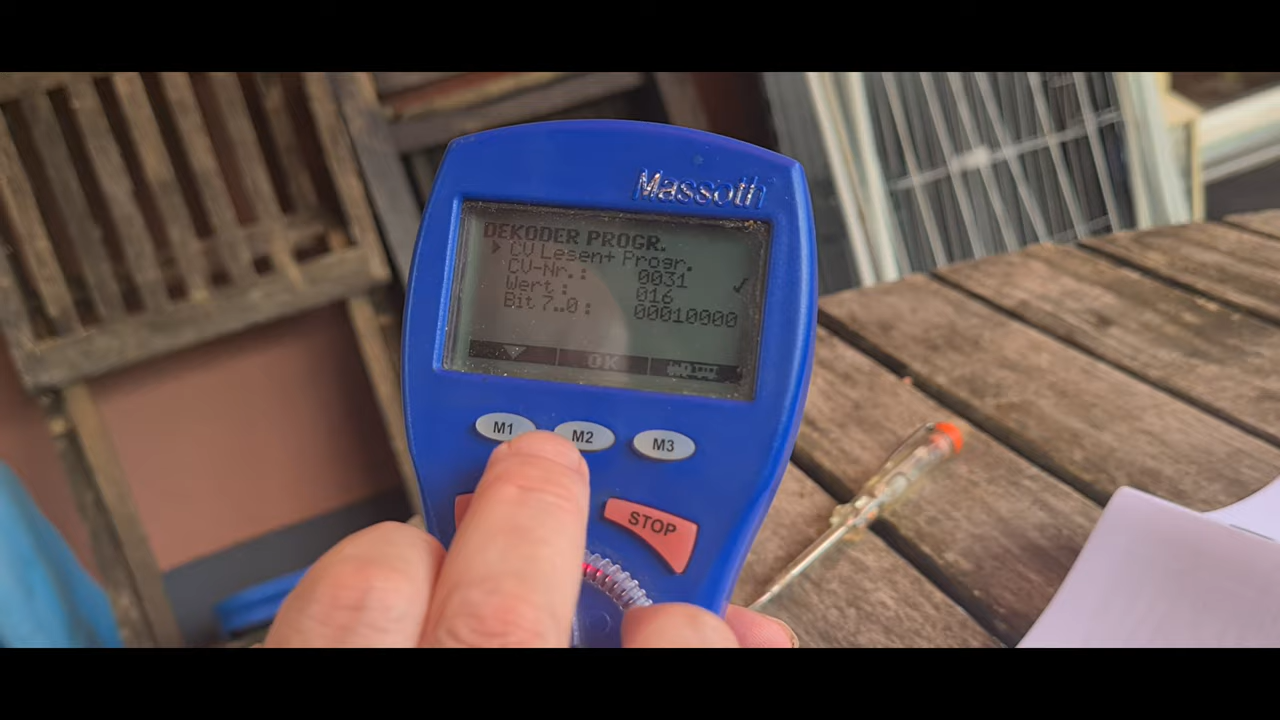 Massoth
DEKODER PROGR.
CV Lesen+ Progr.
CV-Nr.: 0031
Wert: 016
Bit 7..0: 00010000
OK
M1 M2 M3
STOP